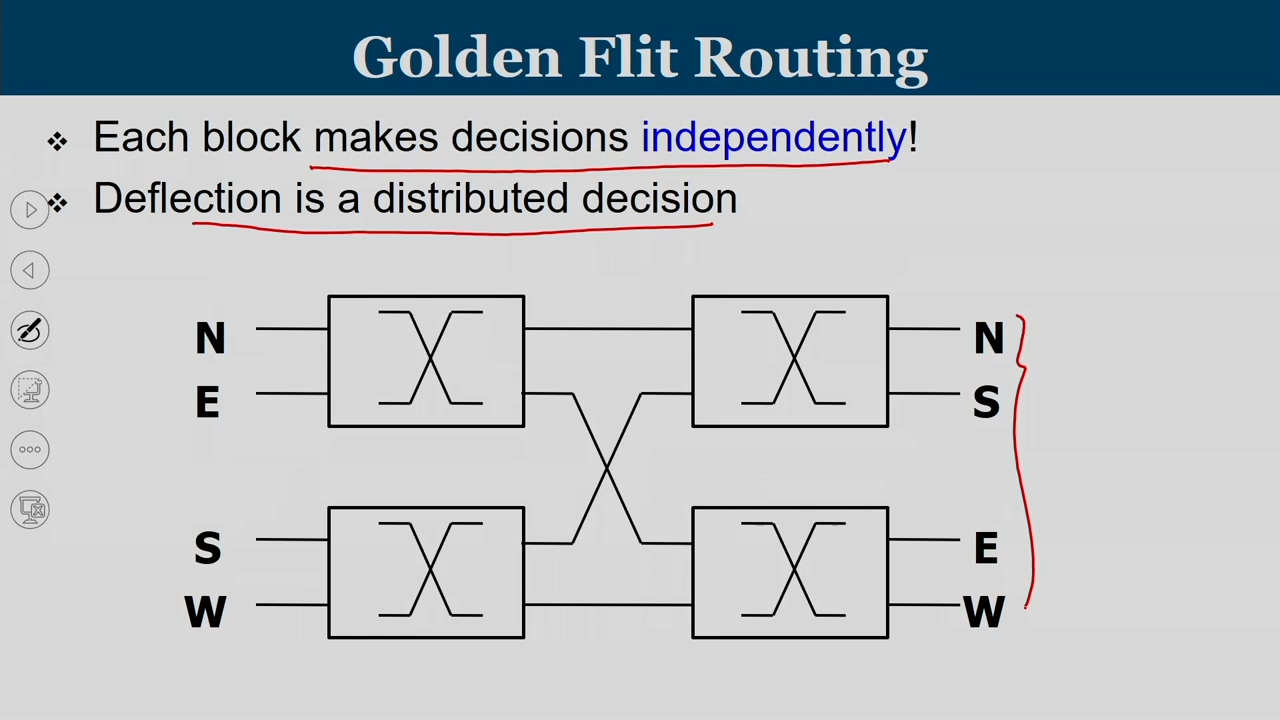 Golden Flit Routing
❖ Each block makes decisions independently!
❖ Deflection is a distributed decision
N
E
S
W
N
S
E
W